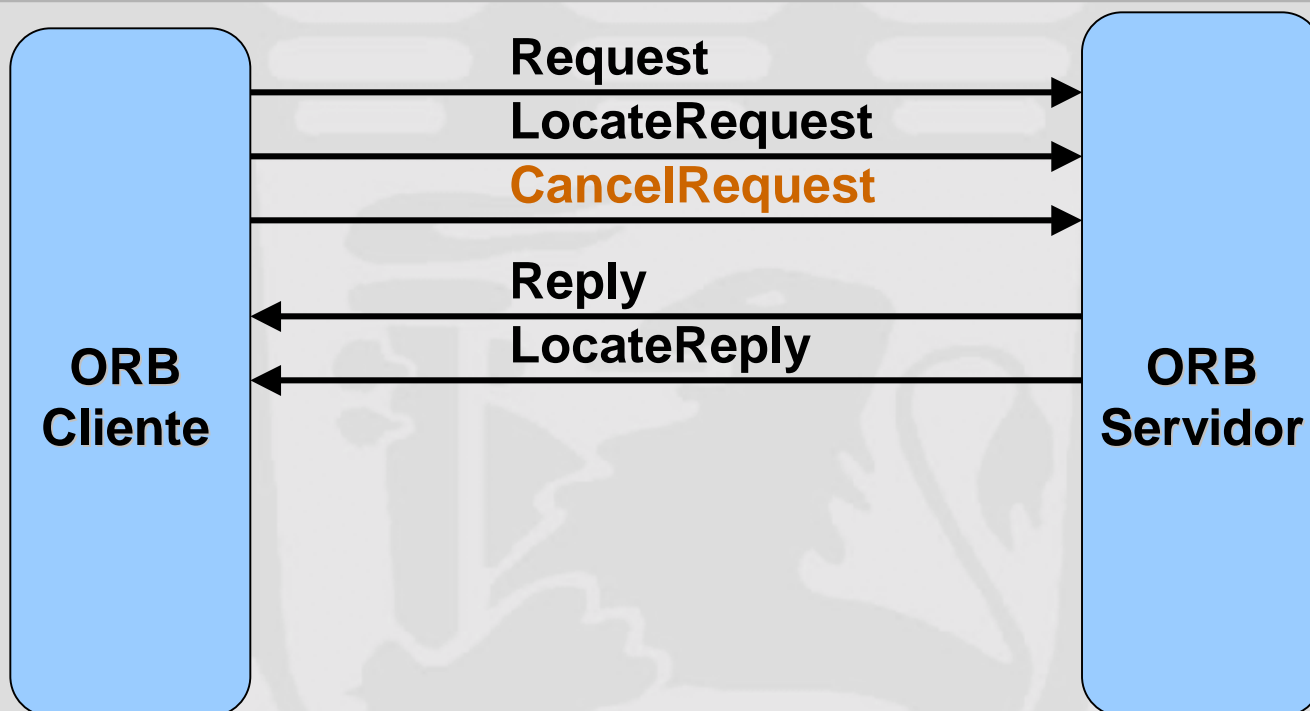 Request
LocateRequest
CancelRequest
Reply
LocateReply
ORB
Cliente
ORB
Servidor